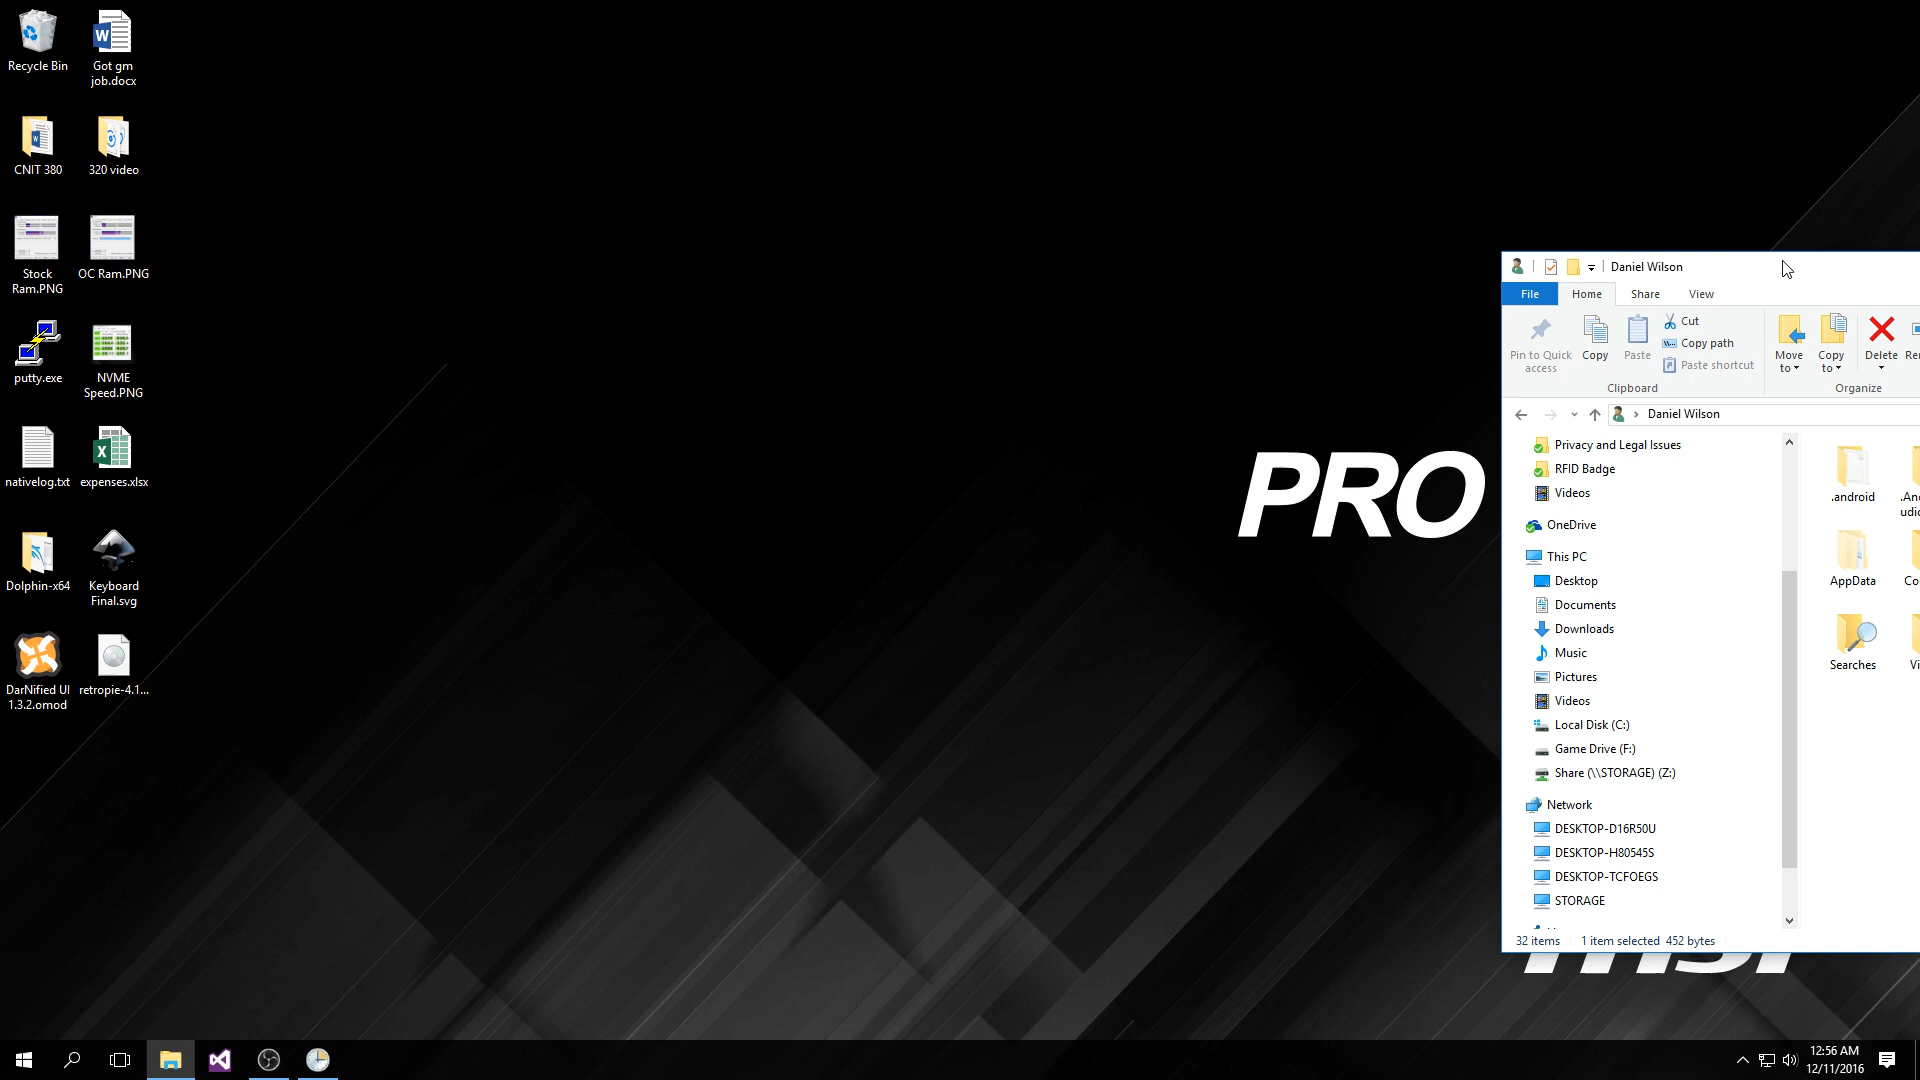 Recycle Bin
Got gm
job.docx
CNIT 380
320 video
Stock
Ram.PNG
OC Ram.PNG
putty.exe
NVME
Speed.PNG
nativelog.txt
expenses.xlsx
Dolphin-x64
Keyboard
Final.svg
DarNified UI
1.3.2.omod
retropie-4.1...
PRO
Daniel Wilson
File
Home
Share
View
Pin to Quick
access
Copy
Paste
Cut
Copy path
Paste shortcut
Move
to
Copy
to
Delete
Clipboard
Organize
Daniel Wilson
Privacy and Legal Issues
RFID Badge
Videos
OneDrive
This PC
Desktop
Documents
Downloads
Music
Pictures
Videos
Local Disk (C:)
Game Drive (F:)
Share (\\STORAGE) (Z:)
Network
DESKTOP-D16R50U
DESKTOP-H80545S
DESKTOP-TCFOEGS
STORAGE
.android
AppData
Searches
32 items
1 item selected 452 bytes
12:56 AM
12/11/2016